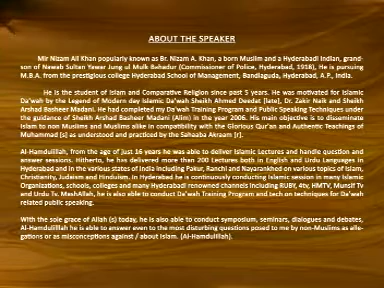 ABOUT THE SPEAKER
Mir Nizam Ali Khan popularly known as Br. Nizam A. Khan, a born Muslim and a Hyderabadi Indian, grand-
son of Nawab Sultan Yawar Jung ul Mulk Bahadur (Commissioner of Police, Hyderabad, 1918), He is pursuing
M.B.A. from the prestigious college Hyderabad School of Management, Bandlaguda, Hyderabad, A.P., India.
He is the student of Islam and Comparative Religion since past 5 years. He was motivated for Islamic
Da'wah by the Legend of Modern day Islamic Da'wah Sheikh Ahmed Deedat [late], Dr. Zakir Naik and Sheikh
Arshad Basheer Madani. He had completed my Da'wah Training Program and Public Speaking Techniques under
the guidance of Sheikh Arshad Basheer Madani (Alim) in the year 2006. His main objective is to disseminate
Islam to non Muslims and Muslims alike in compatibility with the Glorious Qur'an and Authentic Teachings of
Muhammad [s] as understood and practiced by the Sahaaba Akraam [r].
Al-Hamdulillah, from the age of just 16 years he was able to deliver Islamic Lectures and handle question and
answer sessions. Hitherto, he has delivered more than 200 Lectures both in English and Urdu Languages in
Hyderabad and in the various states of India including Pakur, Ranchi and Nayarankhed on various topics of Islam,
Christianity, Judaism and Hinduism. In Hyderabad he is continuously conducting Islamic session in many Islamic
Organizations, schools, colleges and many Hyderabadi renowned channels including RUBY, 4tv, HMTV, Munsif Tv
and Urdu Tv. MashAllah, he is also able to conduct Da'wah Training Program and tech on techniques for Da'wah
related public speaking.
With the sole grace of Allah (s) today, he is also able to conduct symposium, seminars, dialogues and debates,
Al-Hamdulillah he is able to answer even to the most disturbing questions posed to me by non-Muslims as alle-
gations or as misconceptions against / about Islam. (Al-Hamdulillah).